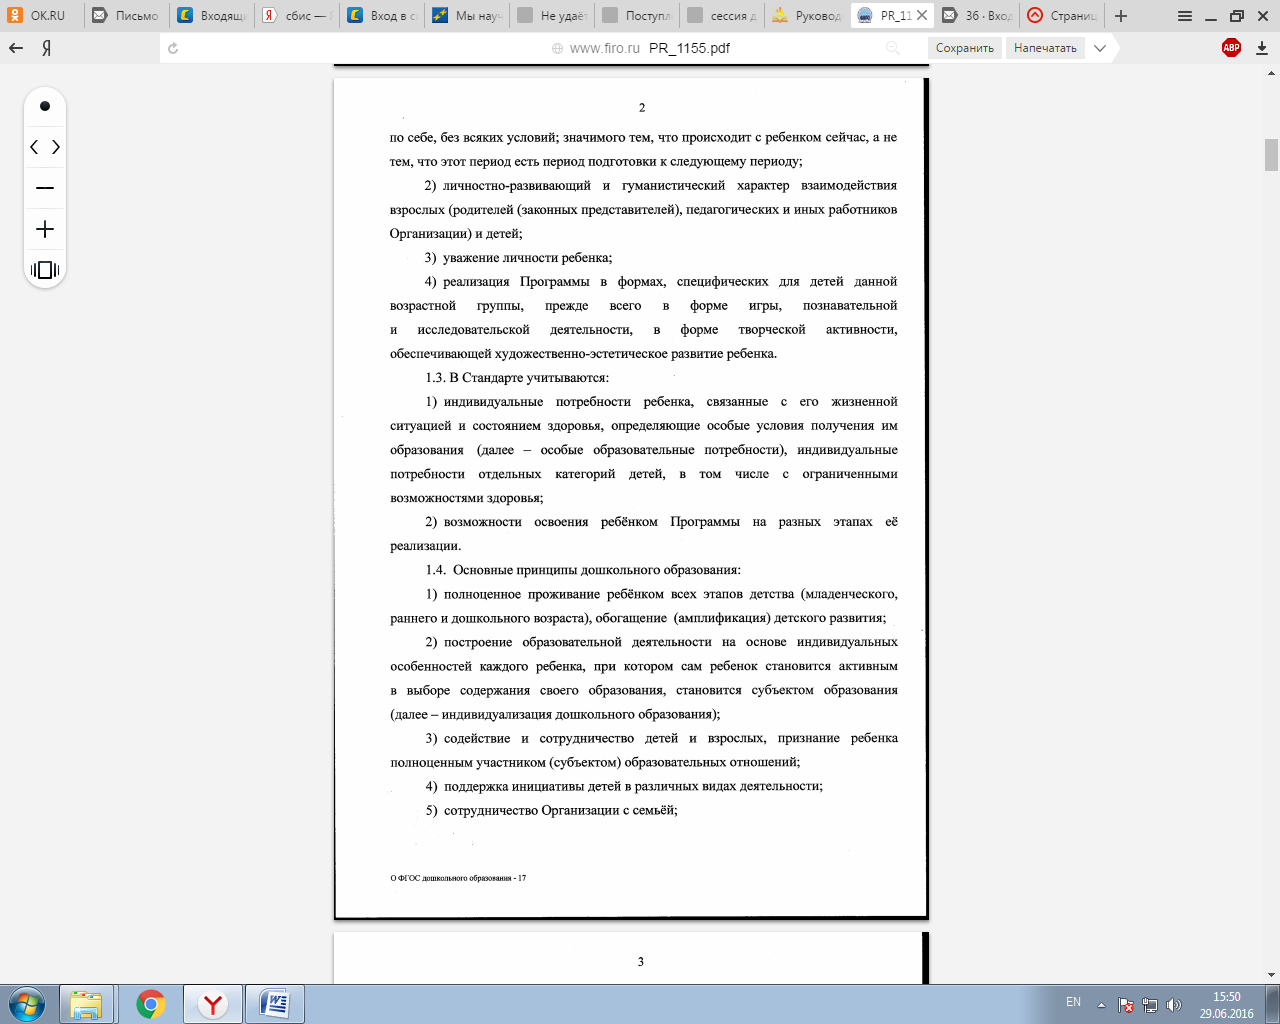 OK.RU
Письмо
Входящи
сбис —
Вход в с
Мы науч
Не удаёт
Поступл
сессия д
Руковод
PR_11
36 · Вход
Страниц
www.firo.ru PR_1155.pdf
Сохранить
Напечатать
ABP
2
по себе, без всяких условий; значимого тем, что происходит с ребенком сейчас, а не
тем, что этот период есть период подготовки к следующему периоду;
2) личностно-развивающий и гуманистический характер взаимодействия
взрослых (родителей (законных представителей), педагогических и иных работников
Организации) и детей;
3) уважение личности ребенка;
4) реализация Программы в формах, специфических для детей данной
возрастной группы, прежде всего в форме игры, познавательной
и исследовательской деятельности, в форме творческой активности,
обеспечивающей художественно-эстетическое развитие ребенка.
1.3. В Стандарте учитываются:
1) индивидуальные потребности ребенка, связанные с его жизненной
ситуацией и состоянием здоровья, определяющие особые условия получения им
образования (далее – особые образовательные потребности), индивидуальные
потребности отдельных категорий детей, в том числе с ограниченными
возможностями здоровья;
2) возможности освоения ребёнком Программы на разных этапах её
реализации.
1.4. Основные принципы дошкольного образования:
1) полноценное проживание ребёнком всех этапов детства (младенческого,
раннего и дошкольного возраста), обогащение (амплификация) детского развития;
2) построение образовательной деятельности на основе индивидуальных
особенностей каждого ребенка, при котором сам ребенок становится активным
в выборе содержания своего образования, становится субъектом образования
(далее – индивидуализация дошкольного образования);
3) содействие и сотрудничество детей и взрослых, признание ребенка
полноценным участником (субъектом) образовательных отношений;
4) поддержка инициативы детей в различных видах деятельности;
5) сотрудничество Организации с семьёй;
О ФГОС дошкольного образования - 17
3
EN
15:50
29.06.2016